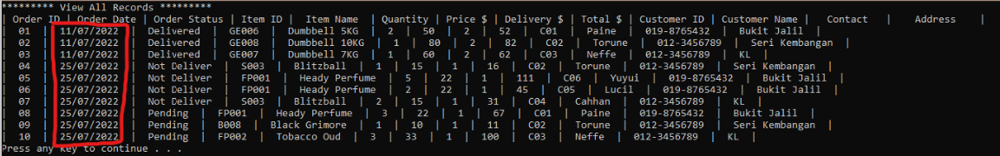 ********* View All Records *********
| Order ID | Order Date | Order Status | Item ID | Item Name | Quantity | Price $ | Delivery $ | Total $ | Customer ID | Customer Name | Contact | Address |
| 01 | 11/07/2022 | Delivered | GE006 | Dumbbell 5KG | 2 | 50 | 2 | 52 | C01 | Paine | 019-8765432 | Bukit Jalil |
| 02 | 11/07/2022 | Delivered | GE008 | Dumbbell 10KG | 1 | 80 | 2 | 82 | C02 | Torune | 012-3456789 | Seri Kembangan |
| 03 | 11/07/2022 | Delivered | GE007 | Dumbbell 7KG | 1 | 60 | 2 | 62 | C03 | Neffe | 012-3456789 | KL |
| 04 | 25/07/2022 | Not Deliver | S003 | Blitzball | 1 | 15 | 1 | 16 | C02 | Torune | 012-3456789 | Seri Kembangan |
| 05 | 25/07/2022 | Not Deliver | FP001 | Heady Perfume | 5 | 22 | 1 | 111 | C06 | Yuyui | 019-8765432 | Bukit Jalil |
| 06 | 25/07/2022 | Not Deliver | FP001 | Heady Perfume | 2 | 22 | 1 | 45 | C05 | Lucil | 019-8765432 | Bukit Jalil |
| 07 | 25/07/2022 | Not Deliver | S003 | Blitzball | 2 | 15 | 1 | 31 | C04 | Cahhan | 012-3456789 | KL |
| 08 | 25/07/2022 | Pending | FP001 | Heady Perfume | 3 | 22 | 1 | 67 | C01 | Paine | 019-8765432 | Bukit Jalil |
| 09 | 25/07/2022 | Pending | B008 | Black Grimore | 1 | 10 | 1 | 11 | C02 | Torune | 012-3456789 | Seri Kembangan |
| 10 | 25/07/2022 | Pending | FP002 | Tobacco Oud | 3 | 33 | 1 | 100 | C03 | Neffe | 012-3456789 | KL |
Press any key to continue . . .